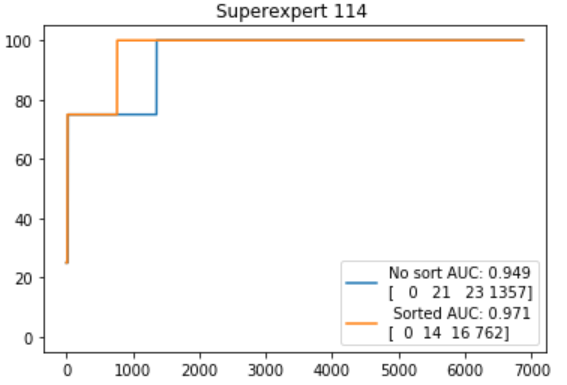 Superexpert 114
100
80
60
40
20
0
No sort AUC: 0.949
[   0   21   23 1357]
Sorted AUC: 0.971
[  0  14  16 762]
0 1000 2000 3000 4000 5000 6000 7000